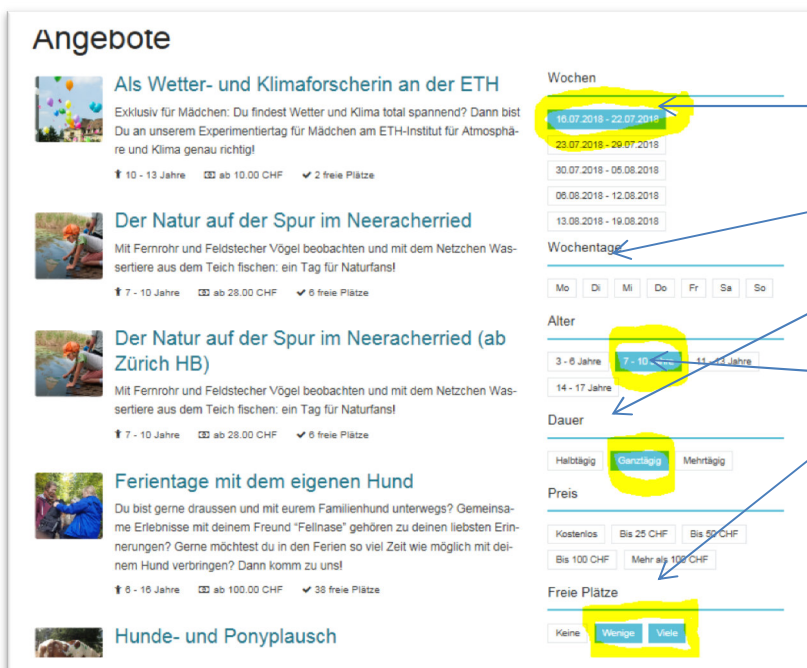 Angebote
Als Wetter- und Klimaforscherin an der ETH
Exklusiv für Mädchen: Du findest Wetter und Klima total spannend? Dann bist
Du an unserem Experimentiertag für Mädchen am ETH-Institut für Atmosphä-
re und Klima genau richtig!
10 - 13 Jahre ab 10.00 CHF 2 freie Plätze
Der Natur auf der Spur im Neeracherried
Mit Fernrohr und Feldstecher Vögel beobachten und mit dem Netzchen Was-
sertiere aus dem Teich fischen: ein Tag für Naturfans!
7 - 10 Jahre ab 28.00 CHF 6 freie Plätze
Der Natur auf der Spur im Neeracherried (ab
Zürich HB)
Mit Fernrohr und Feldstecher Vögel beobachten und mit dem Netzchen Was-
sertiere aus dem Teich fischen: ein Tag für Naturfans!
7 - 10 Jahre ab 28.00 CHF 6 freie Plätze
Ferientage mit dem eigenen Hund
Du bist gerne draussen und mit eurem Familienhund unterwegs? Gemeinsa-
me Erlebnisse mit deinem Freund "Fellnase" gehören zu deinen liebsten Erin-
nerungen? Gerne möchtest du in den Ferien so viel Zeit wie möglich mit dei-
nem Hund verbringen? Dann komm zu uns!
6 - 16 Jahre ab 100.00 CHF 38 freie Plätze
Hunde- und Ponyplausch
Wochen
16.07.2018 - 22.07.2018
23.07.2018 - 29.07.2018
30.07.2018 - 05.08.2018
06.08.2018 - 12.08.2018
13.08.2018 - 19.08.2018
Wochentage
Mo Di Mi Do Fr Sa So
Alter
3 - 6 Jahre 7 - 10 Jahre 11 - 13 Jahre
14 - 17 Jahre
Dauer
Halbtägig Ganztägig Mehrtägig
Preis
Kostenlos Bis 25 CHF Bis 50 CHF
Bis 100 CHF Mehr als 100 CHF
Freie Plätze
Keine Wenige Viele